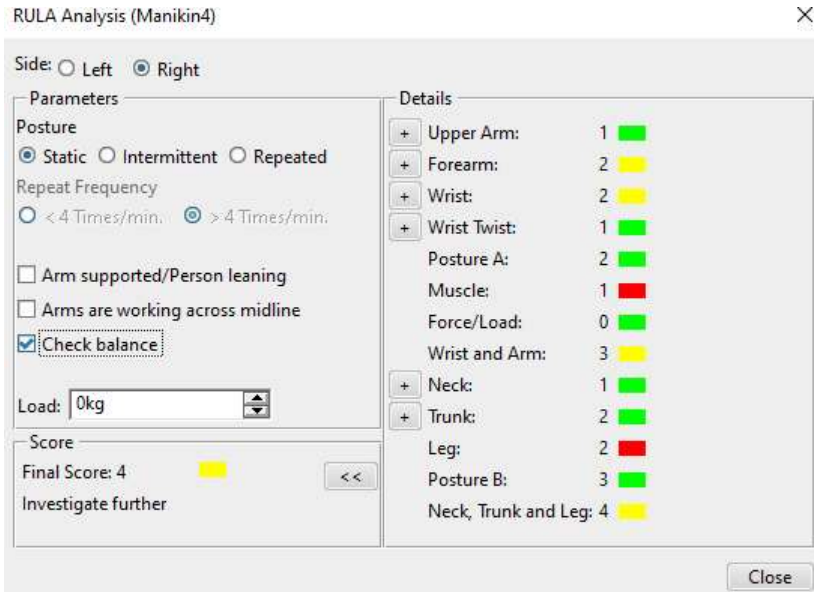 RULA Analysis (Manikin4)
Side: Left Right
Parameters
Posture
Static Intermittent Repeated
Repeat Frequency
< 4 Times/min. > 4 Times/min.
Arm supported/Person leaning
Arms are working across midline
Check balance
Load: 0kg
Score
Final Score: 4
<<
Investigate further
Details
+ Upper Arm: 1
+ Forearm: 2
+ Wrist: 2
+ Wrist Twist: 1
Posture A: 2
Muscle: 1
Force/Load: 0
Wrist and Arm: 3
+ Neck: 1
+ Trunk: 2
Leg: 2
Posture B: 3
Neck, Trunk and Leg: 4
Close